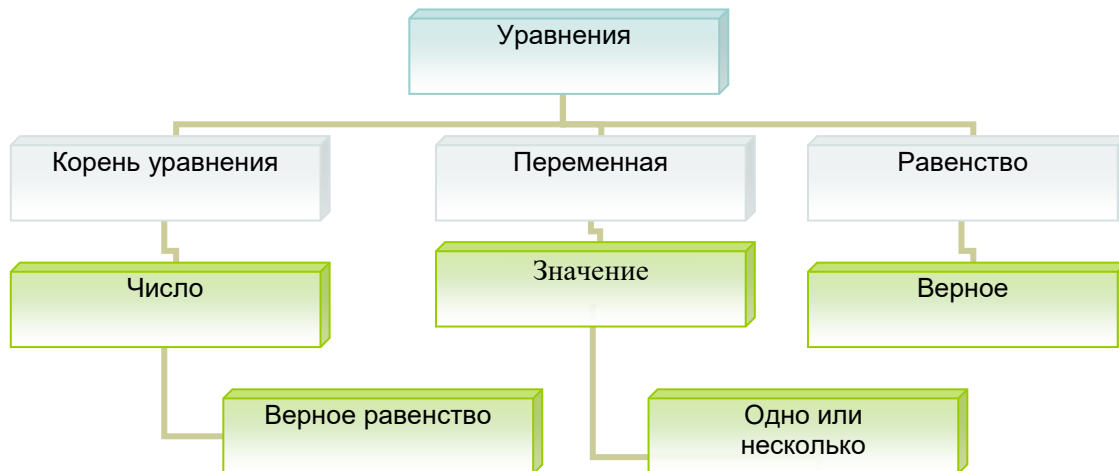 Уравнения
Корень уравнения
Переменная
Равенство
Число
Значение
Верное
Верное равенство
Одно или
несколько